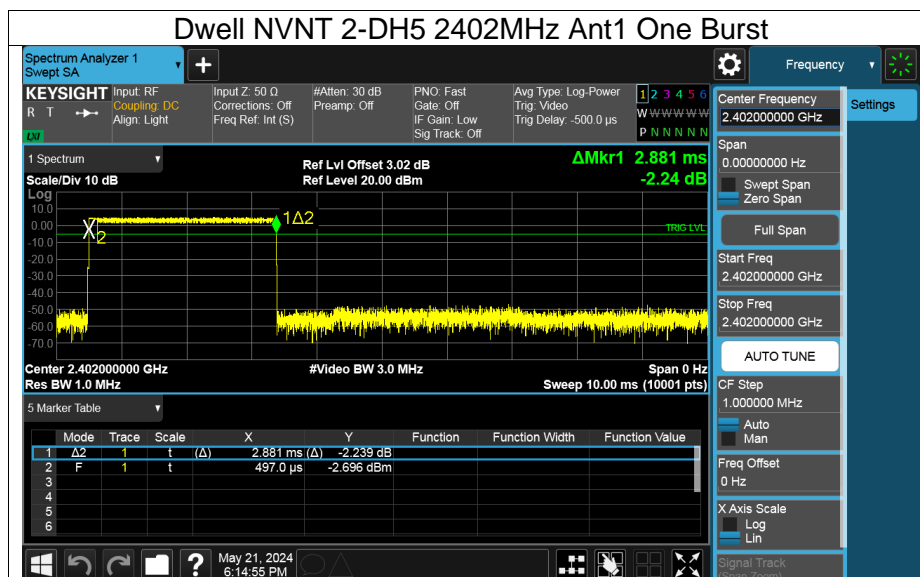 Dwell NVNT 2-DH5 2402MHz Ant1 One Burst
Spectrum Analyzer 1
Swept SA
Frequency
KEYSIGHT
R T
LXI
Input: RF
Coupling: DC
Align: Light
Input Z: 50 Ω
Corrections: Off
Freq Ref: Int (S)
#Atten: 30 dB
Preamp: Off
PNO: Fast
Gate: Off
IF Gain: Low
Sig Track: Off
Avg Type: Log-Power
Trig: Video
Trig Delay: -500.0 µs
1 2 3 4 5 6
W W W W W W
P N N N N N
Center Frequency
2.402000000 GHz
Settings
Span
0.00000000 Hz
Swept Span
Zero Span
Full Span
Start Freq
2.402000000 GHz
Stop Freq
2.402000000 GHz
AUTO TUNE
CF Step
1.000000 MHz
Auto
Man
Freq Offset
0 Hz
X Axis Scale
Log
Lin
Signal Track
(Span Zoom)
1 Spectrum
Scale/Div 10 dB
Ref Lvl Offset 3.02 dB
Ref Level 20.00 dBm
ΔMkr1 2.881 ms
-2.24 dB
Log
10.0
0.00
-10.0
-20.0
-30.0
-40.0
-50.0
-60.0
-70.0
1Δ2
2
TRIG LVL
Center 2.402000000 GHz
#Video BW 3.0 MHz
Span 0 Hz
Res BW 1.0 MHz
Sweep 10.00 ms (10001 pts)
5 Marker Table
Mode Trace Scale X Y Function Function Width Function Value
1 Δ2 1 t (Δ) 2.881 ms (Δ) -2.239 dB
2 F 1 t 497.0 µs -2.696 dBm
3
4
5
6
May 21, 2024
6:14:55 PM